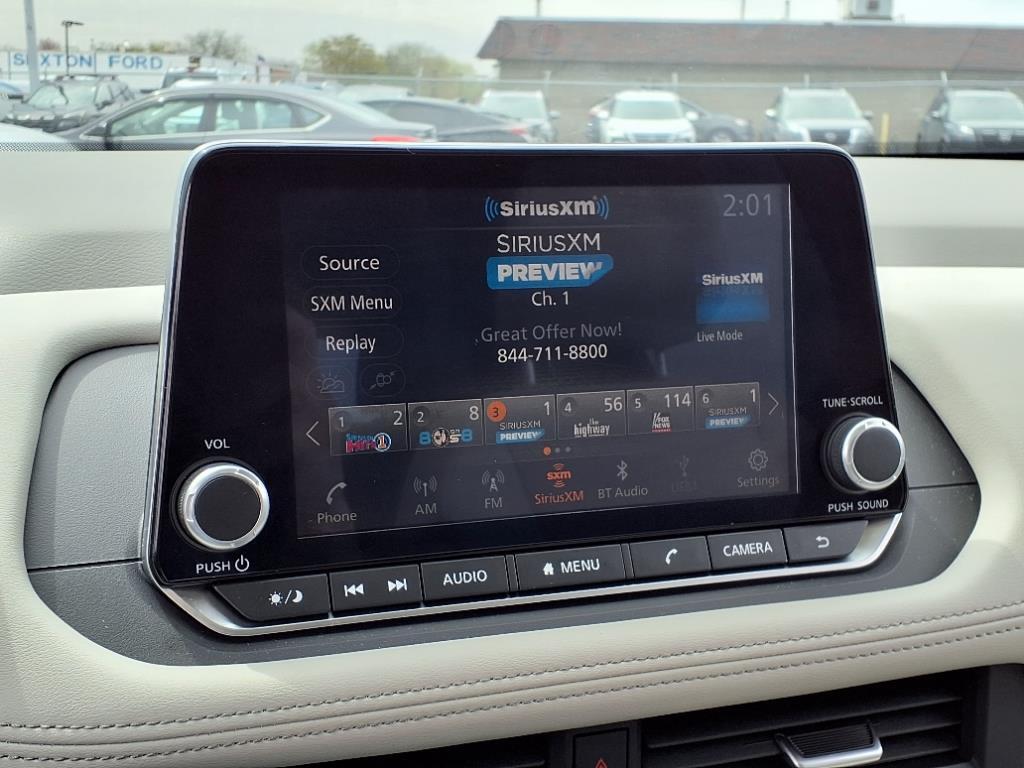 SEXTON FORD
SiriusXM
2:01
SIRIUSXM
PREVIEW
Ch. 1
Source
SXM Menu
Replay
SiriusXM
Live Mode
Great Offer Now!
844-711-8800
1 2
2 8
3 1
4 56
5 114
6 1
80s8
SIRIUSXM
PREVIEW
the
highway
FOX
NEWS
SIRIUSXM
PREVIEW
Phone
AM
FM
sxm
SiriusXM
BT Audio
Settings
VOL
PUSH
TUNE·SCROLL
PUSH SOUND
AUDIO
MENU
CAMERA